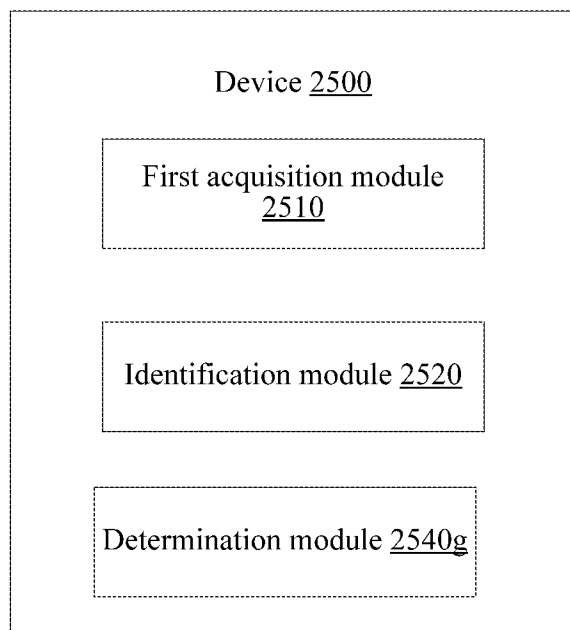 Device 2500
First acquisition module
2510
Identification module 2520
Determination module 2540g